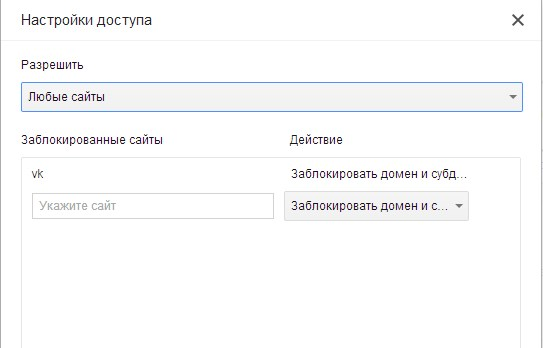 Настройки доступа
Разрешить
Любые сайты
Заблокированные сайты Действие
vk Заблокировать домен и субд...
Укажите сайт Заблокировать домен и с...